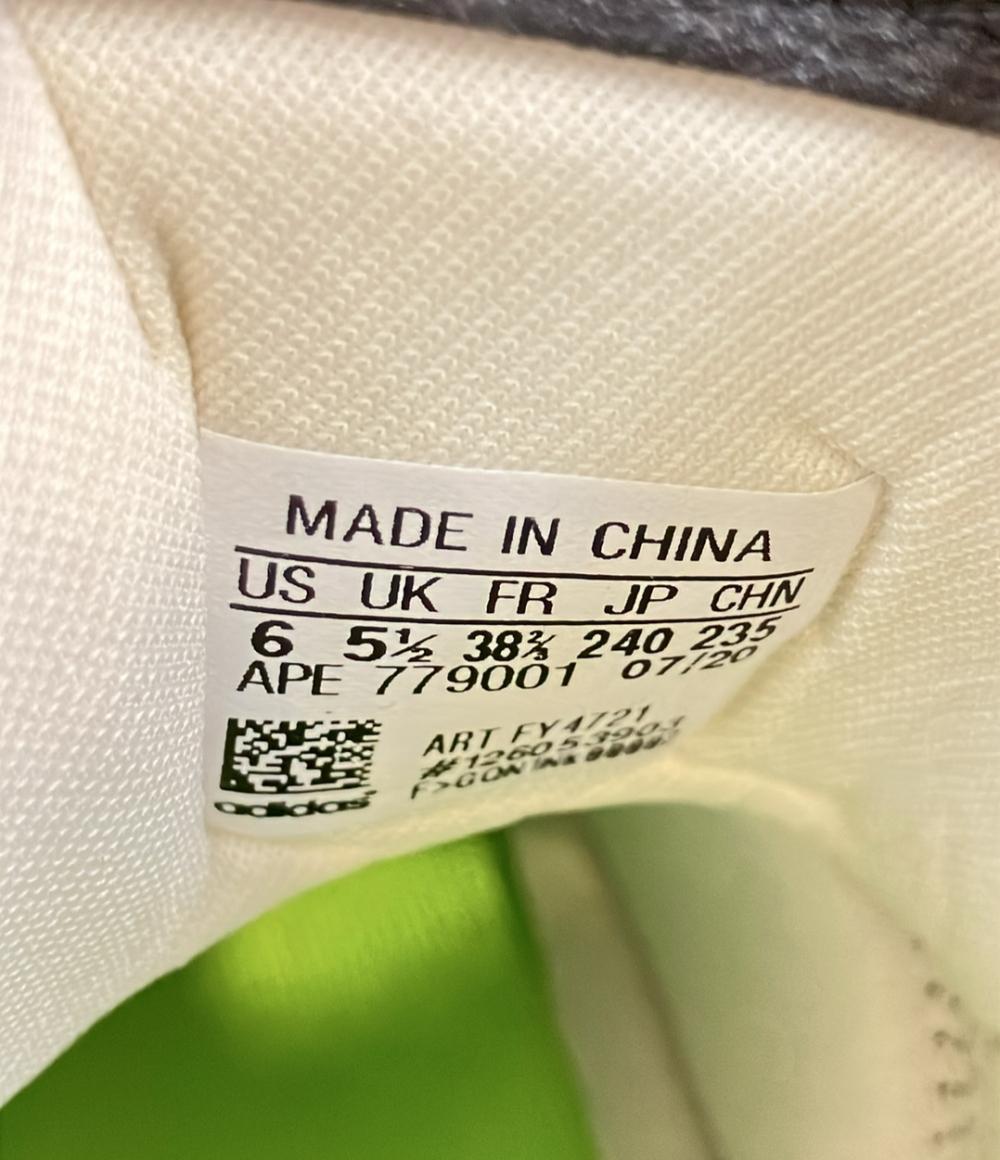 MADE IN CHINA
US UK FR JP CHN
6 5½ 38⅔ 240 235
APE 779001 07/20
ART FY4721
#1260553903
adidas